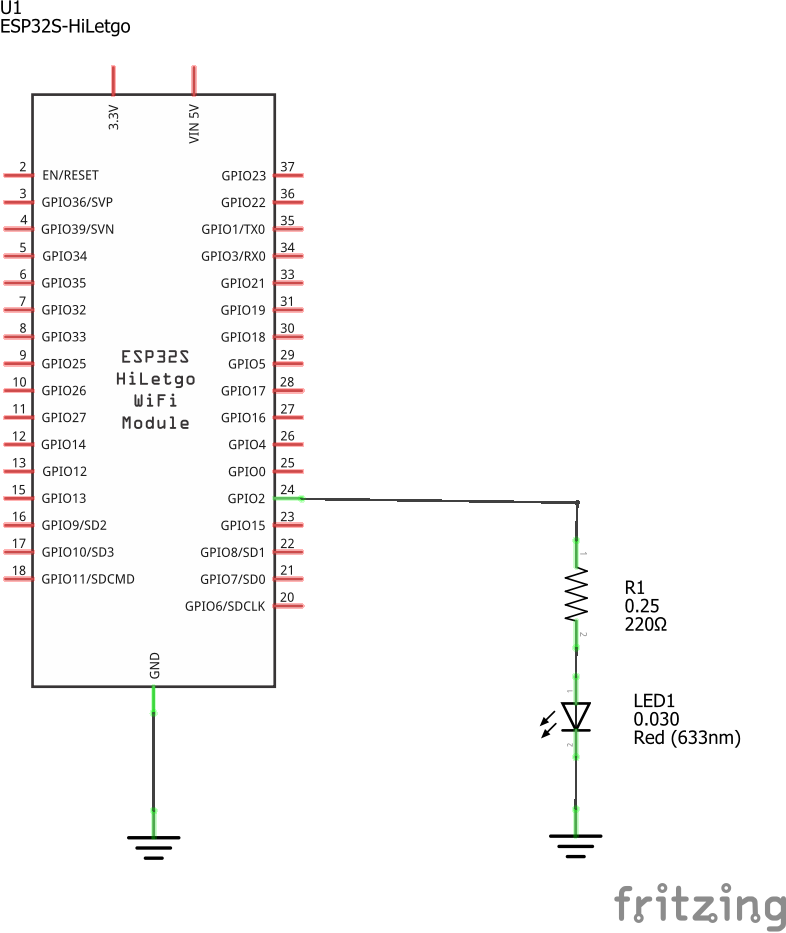 U1
ESP32S-HiLetgo
3.3V
VIN 5V
2 EN/RESET
3 GPIO36/SVP
4 GPIO39/SVN
5 GPIO34
6 GPIO35
7 GPIO32
8 GPIO33
9 GPIO25
10 GPIO26
11 GPIO27
12 GPIO14
13 GPIO12
15 GPIO13
16 GPIO9/SD2
17 GPIO10/SD3
18 GPIO11/SDCMD
GPIO23 37
GPIO22 36
GPIO1/TX0 35
GPIO3/RX0 34
GPIO21 33
GPIO19 31
GPIO18 30
GPIO5 29
GPIO17 28
GPIO16 27
GPIO4 26
GPIO0 25
GPIO2 24
GPIO15 23
GPIO8/SD1 22
GPIO7/SD0 21
GPIO6/SDCLK 20
ESP32S
HiLetgo
WiFi
Module
GND
1
2
R1
0.25
220Ω
1
2
LED1
0.030
Red (633nm)
fritzing